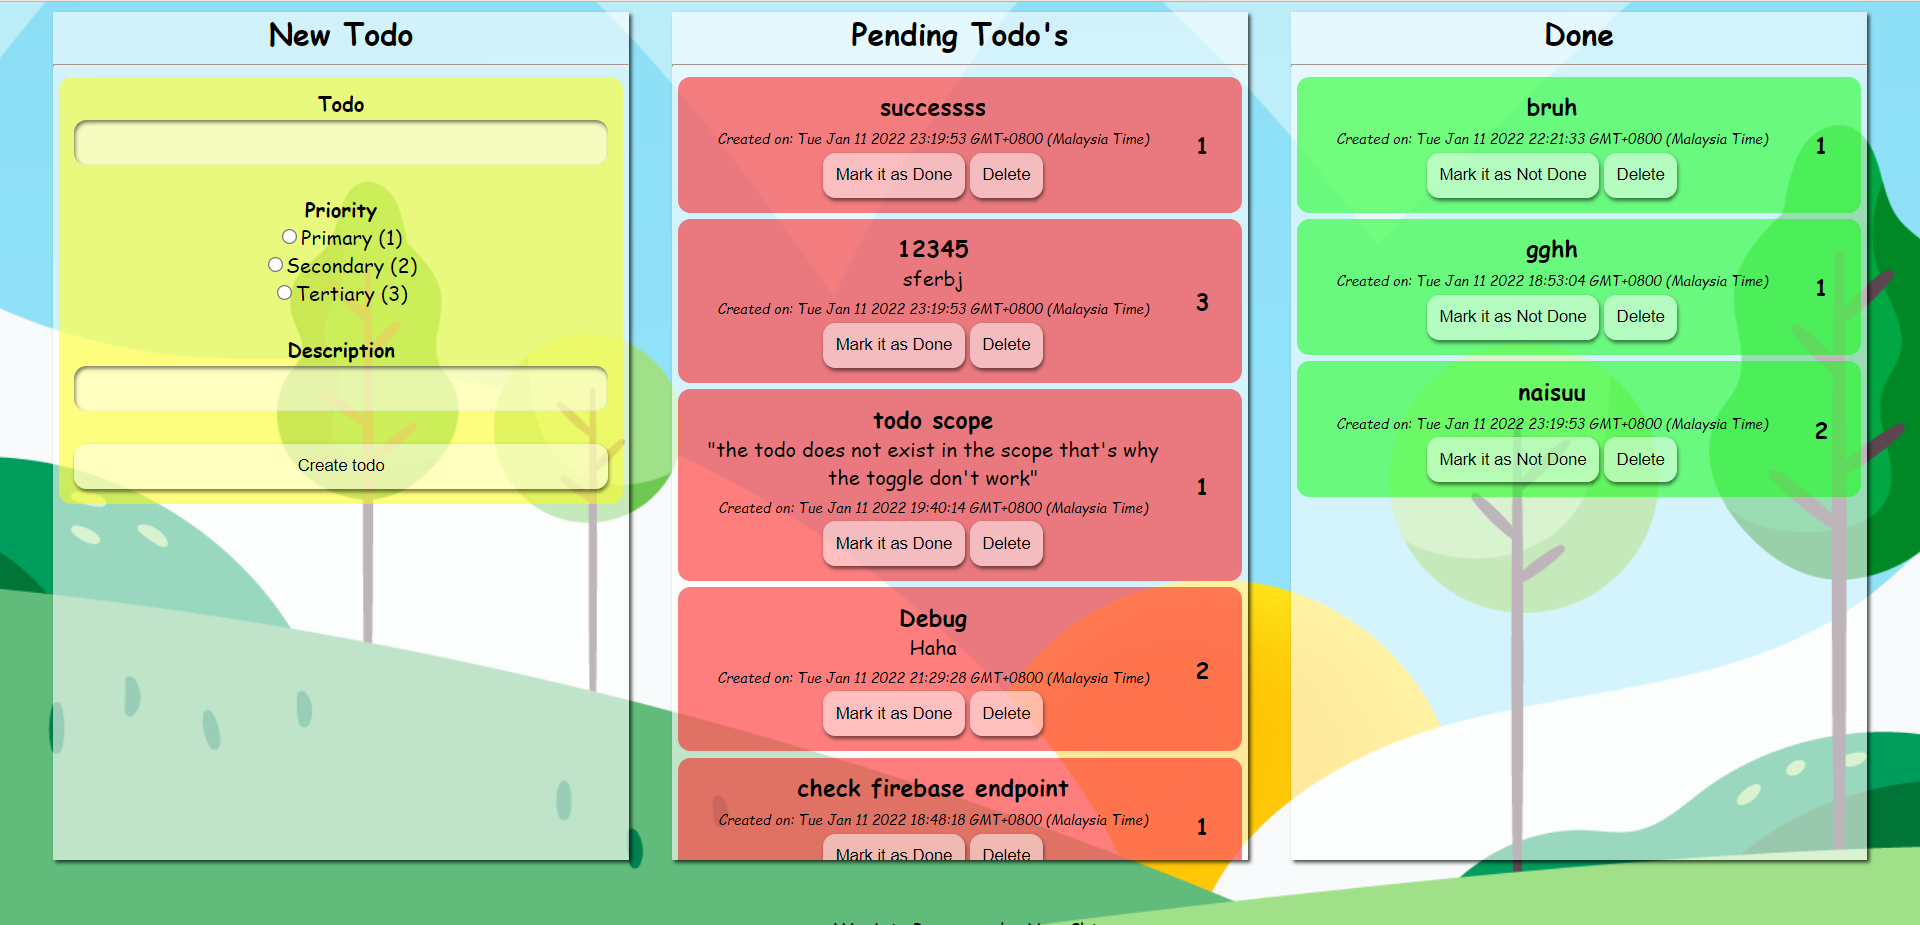 New Todo
Todo
Priority
Primary (1)
Secondary (2)
Tertiary (3)
Description
Create todo
Pending Todo's
successss
Created on: Tue Jan 11 2022 23:19:53 GMT+0800 (Malaysia Time)
1
Mark it as Done
Delete
12345
sferbj
Created on: Tue Jan 11 2022 23:19:53 GMT+0800 (Malaysia Time)
3
Mark it as Done
Delete
todo scope
"the todo does not exist in the scope that's why
the toggle don't work"
1
Created on: Tue Jan 11 2022 19:40:14 GMT+0800 (Malaysia Time)
Mark it as Done
Delete
Debug
Haha
Created on: Tue Jan 11 2022 21:29:28 GMT+0800 (Malaysia Time)
2
Mark it as Done
Delete
check firebase endpoint
Created on: Tue Jan 11 2022 18:48:18 GMT+0800 (Malaysia Time)
1
Mark it as Done
Delete
Done
bruh
Created on: Tue Jan 11 2022 22:21:33 GMT+0800 (Malaysia Time)
1
Mark it as Not Done
Delete
gghh
Created on: Tue Jan 11 2022 18:53:04 GMT+0800 (Malaysia Time)
1
Mark it as Not Done
Delete
naisuu
Created on: Tue Jan 11 2022 23:19:53 GMT+0800 (Malaysia Time)
2
Mark it as Not Done
Delete